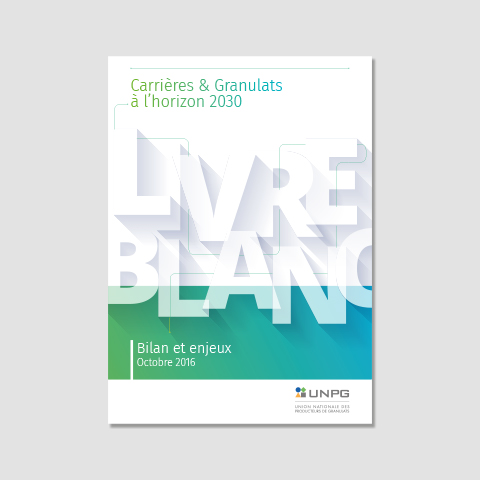 Carrières & Granulats
à l'horizon 2030
LIVRE
BLANC
Bilan et enjeux
Octobre 2016
UNPG
UNION NATIONALE DES
PRODUCTEURS DE GRANULATS